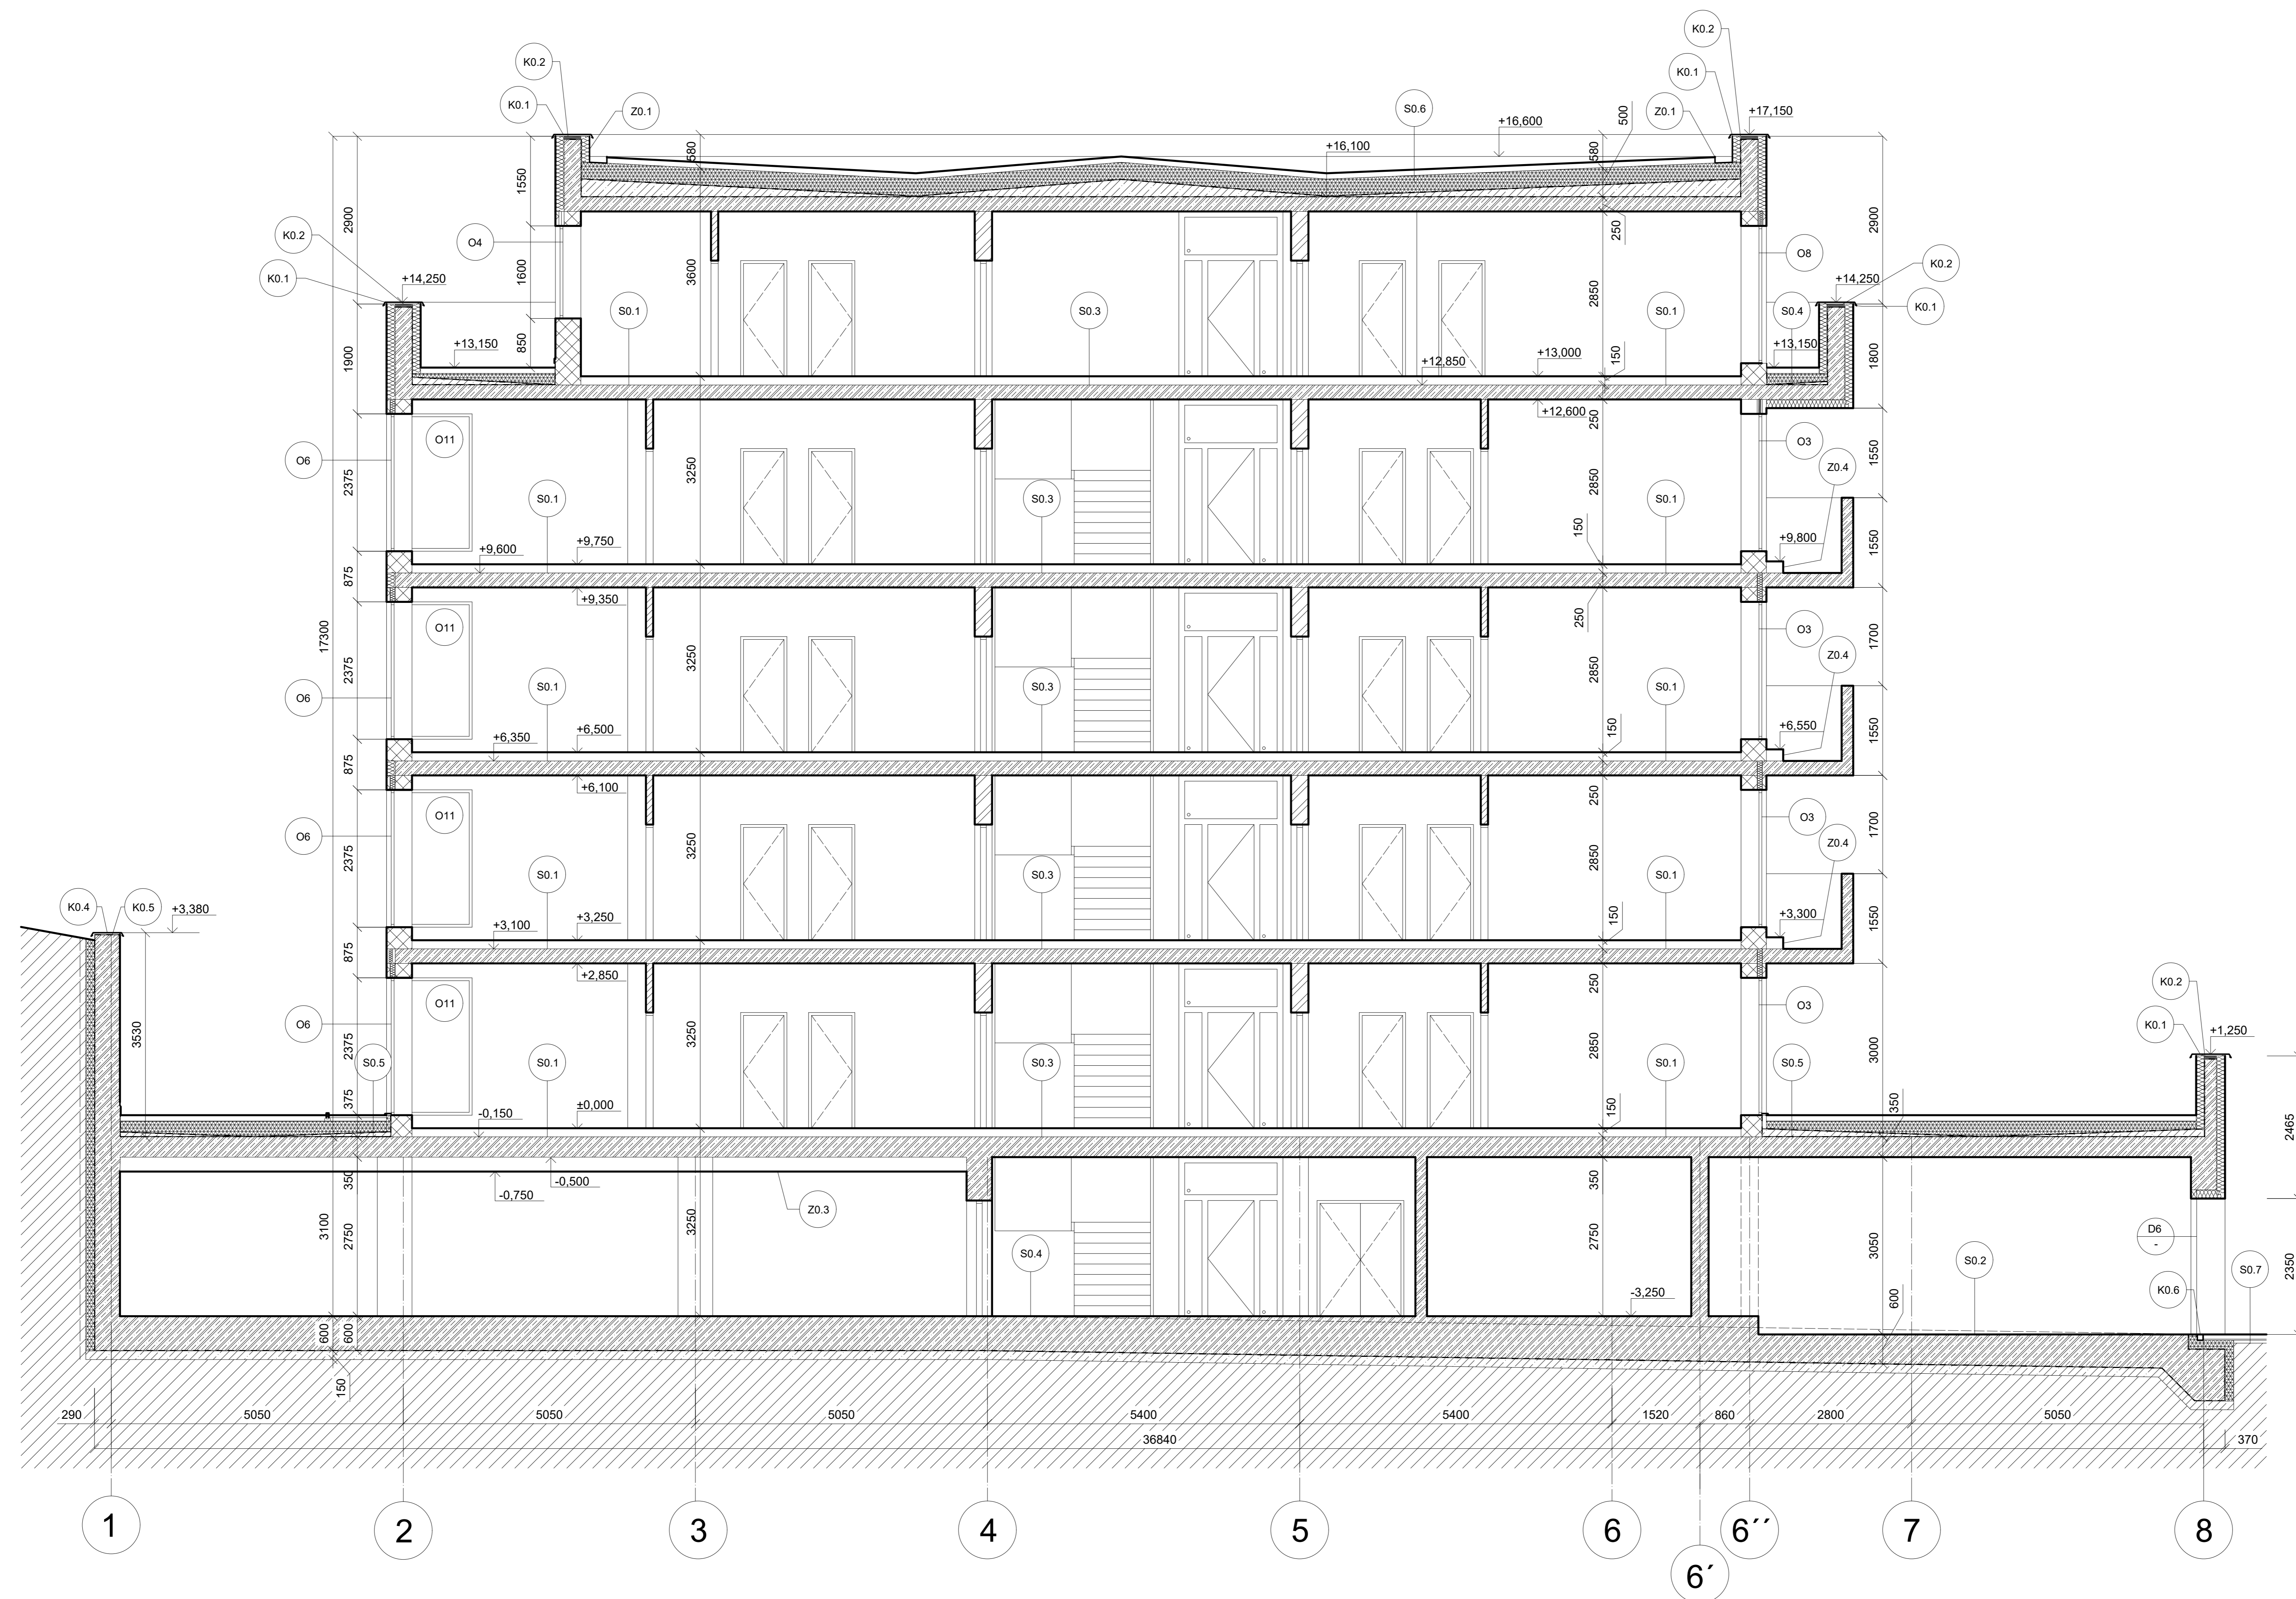 K0.2
K0.2
K0.1
K0.1
Z0.1
S0.6
500
Z0.1
+17,150
+16,600
+16,100
580
580
1550
2900
2900
K0.2
O4
250
O8
K0.2
K0.1
+14,250
1600
3600
2850
+14,250
K0.1
S0.1
S0.3
S0.1
S0.4
+13,150
850
+13,000
150
+13,150
+12,850
1900
1800
+12,600
250
O11
O3
O6
1550
Z0.4
2375
3250
2850
S0.1
S0.3
S0.1
150
+9,750
+9,600
+9,800
1550
875
+9,350
250
O11
O3
17300
1700
Z0.4
2375
3250
2850
S0.1
S0.3
S0.1
O6
+6,500
+6,350
150
+6,550
1550
875
+6,100
250
O11
O3
O6
1700
Z0.4
2375
3250
2850
S0.1
S0.3
S0.1
K0.4
K0.5
+3,380
+3,250
+3,100
150
+3,300
1550
875
+2,850
250
K0.2
O11
O3
O6
K0.1
+1,250
3530
2375
3250
2850
3000
S0.5
S0.1
S0.3
S0.1
S0.5
375
-0,150
±0,000
150
350
2465
350
-0,500
-0,750
350
Z0.3
3100
2750
3250
S0.4
2750
3050
D6
-
S0.2
S0.7
2350
K0.6
-3,250
600
600
600
150
290
5050
5050
5050
5400
5400
1520
860
2800
5050
36840
370
1
2
3
4
5
6
6´´
7
8
6´